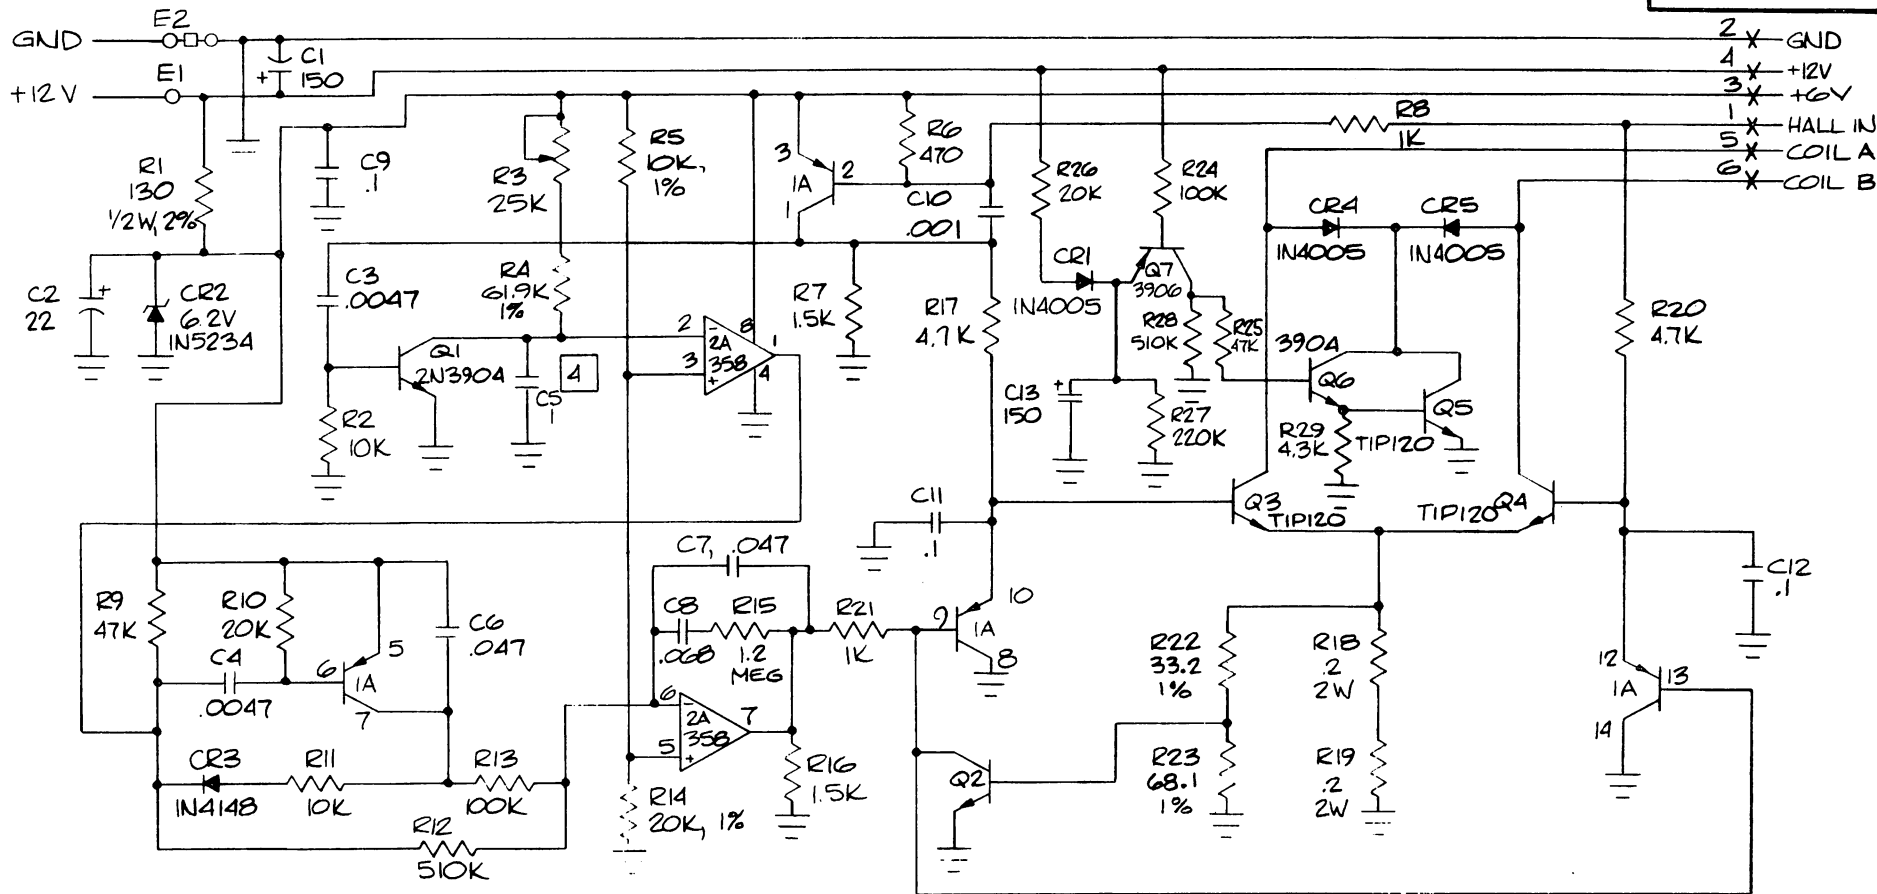 GND
E2
+12V
E1
C1
+
150
2 X GND
4 X +12V
3 X +6V
1 X HALL IN
5 X COIL A
6 X COIL B
R1
130
1/2W, 2%
C9
.1
R3
25K
R5
10K,
1%
3
1A
2
1
R6
470
C10
.001
R26
20K
R24
100K
R8
1K
CR4
1N4005
CR5
1N4005
C2
22
+
CR2
6.2V
1N5234
C3
.0047
R4
61.9K
1%
R7
1.5K
R17
4.7K
CR1
1N4005
Q7
3906
R28
510K
R25
47K
3904
Q6
R20
4.7K
Q1
2N3904
C5
1
4
2
-
8
2A
358
3
+
1
4
R2
10K
C13
150
+
R27
220K
R29
4.3K
TIP120
Q5
C11
.1
Q3
TIP120
Q4
TIP120
C12
.1
R9
47K
R10
20K
C4
.0047
6
5
1A
7
C6
.047
C7, .047
C8
.068
R15
1.2
MEG
R21
1K
9
10
1A
8
R22
33.2
1%
R18
.2
2W
12
1A
13
14
6
-
2A
358
7
5
+
CR3
1N4148
R11
10K
R13
100K
R12
510K
R14
20K, 1%
R16
1.5K
Q2
R23
68.1
1%
R19
.2
2W